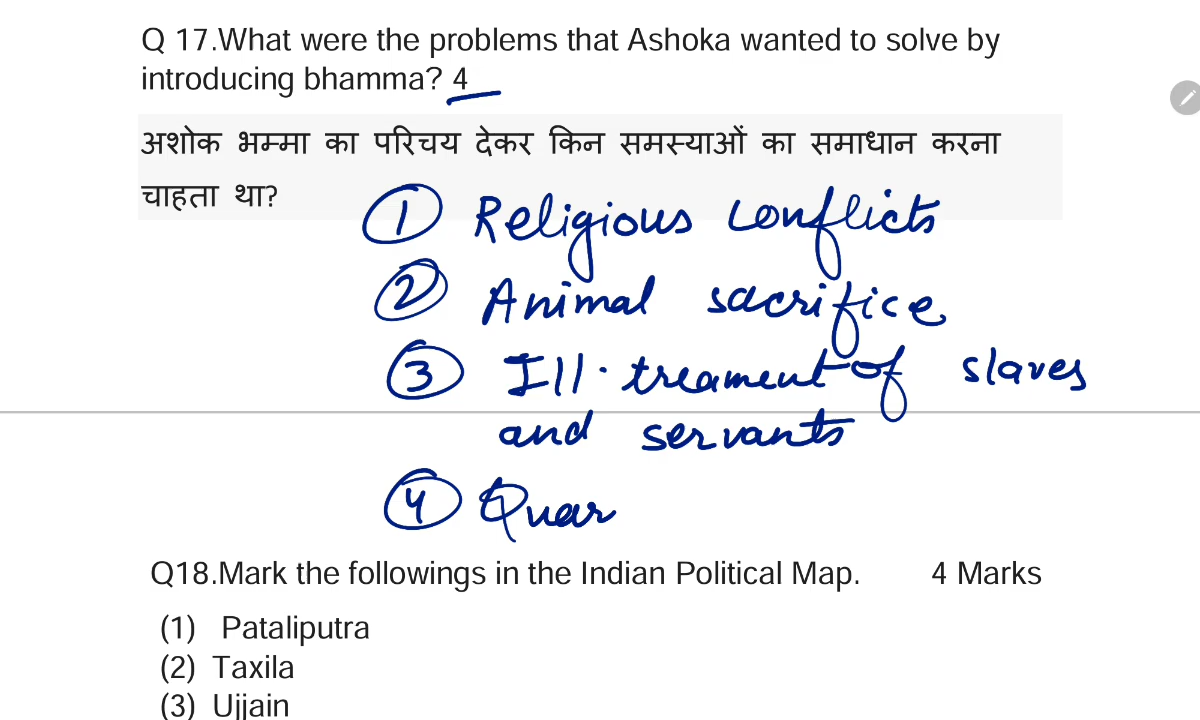 Q 17.What were the problems that Ashoka wanted to solve by
introducing bhamma? 4
अशोक भम्मा का परिचय देकर किन समस्याओं का समाधान करना
चाहता था?
1 Religious conflicts
2 Animal sacrifice
3 Ill-treament of slaves
and servants
4 Quar
Q18.Mark the followings in the Indian Political Map. 4 Marks
(1) Pataliputra
(2) Taxila
(3) Ujjain